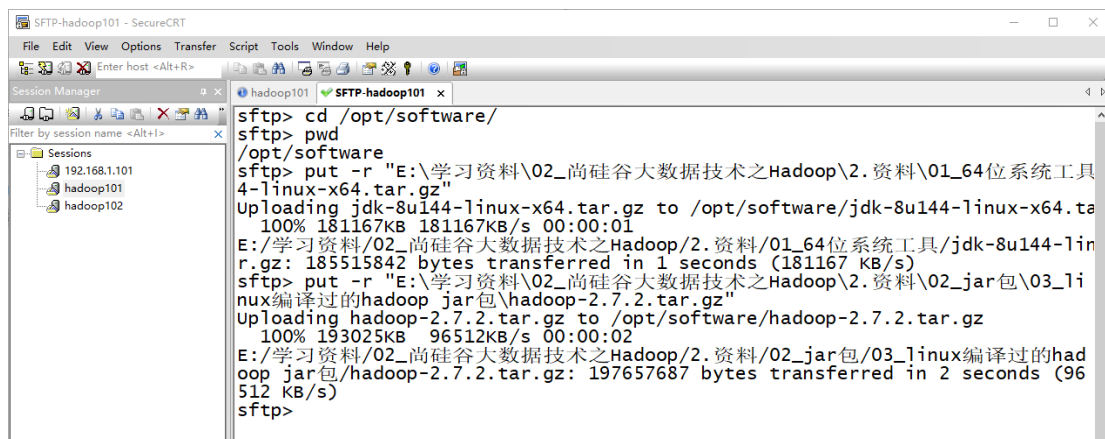 SFTP-hadoop101 - SecureCRT
File Edit View Options Transfer Script Tools Window Help
Enter host <Alt+R>
Session Manager
hadoop101 SFTP-hadoop101
Filter by session name <Alt+I>
Sessions
192.168.1.101
hadoop101
hadoop102
sftp> cd /opt/software/
sftp> pwd
/opt/software
sftp> put -r "E:\学习资料\02_尚硅谷大数据技术之Hadoop\2.资料\01_64位系统工具
4-linux-x64.tar.gz"
Uploading jdk-8u144-linux-x64.tar.gz to /opt/software/jdk-8u144-linux-x64.ta
100% 181167KB 181167KB/s 00:00:01
E:/学习资料/02_尚硅谷大数据技术之Hadoop/2.资料/01_64位系统工具/jdk-8u144-lin
r.gz: 185515842 bytes transferred in 1 seconds (181167 KB/s)
sftp> put -r "E:\学习资料\02_尚硅谷大数据技术之Hadoop\2.资料\02_jar包\03_li
nux编译过的hadoop jar包\hadoop-2.7.2.tar.gz"
Uploading hadoop-2.7.2.tar.gz to /opt/software/hadoop-2.7.2.tar.gz
100% 193025KB 96512KB/s 00:00:02
E:/学习资料/02_尚硅谷大数据技术之Hadoop/2.资料/02_jar包/03_linux编译过的had
oop jar包/hadoop-2.7.2.tar.gz: 197657687 bytes transferred in 2 seconds (96
512 KB/s)
sftp>